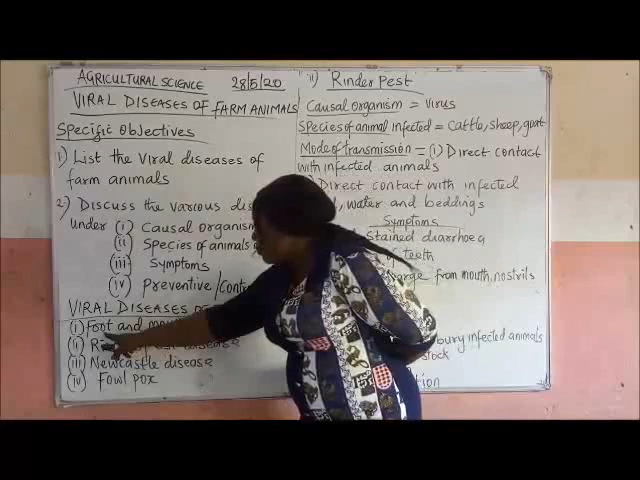 AGRICULTURAL SCIENCE 28/5/20
VIRAL DISEASES OF FARM ANIMALS
Specific Objectives
1) List the viral diseases of
farm animals
2) Discuss the various
under (i) Causal organism
(ii) Species of animals
(iii) Symptoms
(iv) Preventive/
VIRAL DISEASES
(i) Foot and
(ii)
(iii) Newcastle disease
(iv) Fowl pox
ii) Rinder pest
Causal organism = Virus
Species of animal infected = Cattle, sheep, goat
Mode of transmission = (i) Direct contact
with infected animals
Direct contact with infected
water and beddings
Symptoms
Stained diarrhoea
of teeth
from mouth, nostrils
infected animals
stock